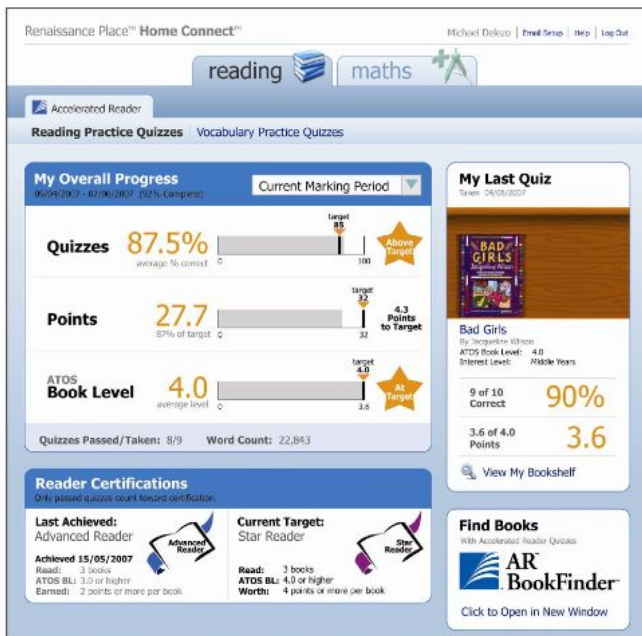 Renaissance Place™ Home Connect™
Michael Delezo | Email Setup | Help | Log Out
reading
maths
Accelerated Reader
Reading Practice Quizzes | Vocabulary Practice Quizzes
My Overall Progress
09/04/2007 - 07/06/2007 (92% Complete)
Current Marking Period
Quizzes
87.5%
average % correct
target
85
0
100
Above Target
Points
27.7
87% of target
target
32
0
32
4.3
Points
to Target
ATOS
Book Level
4.0
average level
target
4.0
0
3.6
At
Target
Quizzes Passed/Taken: 8/9 Word Count: 22,843
Reader Certifications
Only passed quizzes count toward certification.
Last Achieved:
Advanced Reader
Advanced
Reader
Achieved 15/05/2007
Read: 3 books
ATOS BL: 3.0 or higher
Earned: 2 points or more per book
Current Target:
Star Reader
Star
Reader
Read: 3 books
ATOS BL: 4.0 or higher
Worth: 4 points or more per book
My Last Quiz
Taken 04/05/2007
BAD
GIRLS
Jacqueline Wilson
Bad Girls
By Jacqueline Wilson
ATOS Book Level: 4.0
Interest Level: Middle Years
9 of 10
Correct
90%
3.6 of 4.0
Points
3.6
View My Bookshelf
Find Books
With Accelerated Reader Quizzes
AR™
BookFinder™
Click to Open in New Window